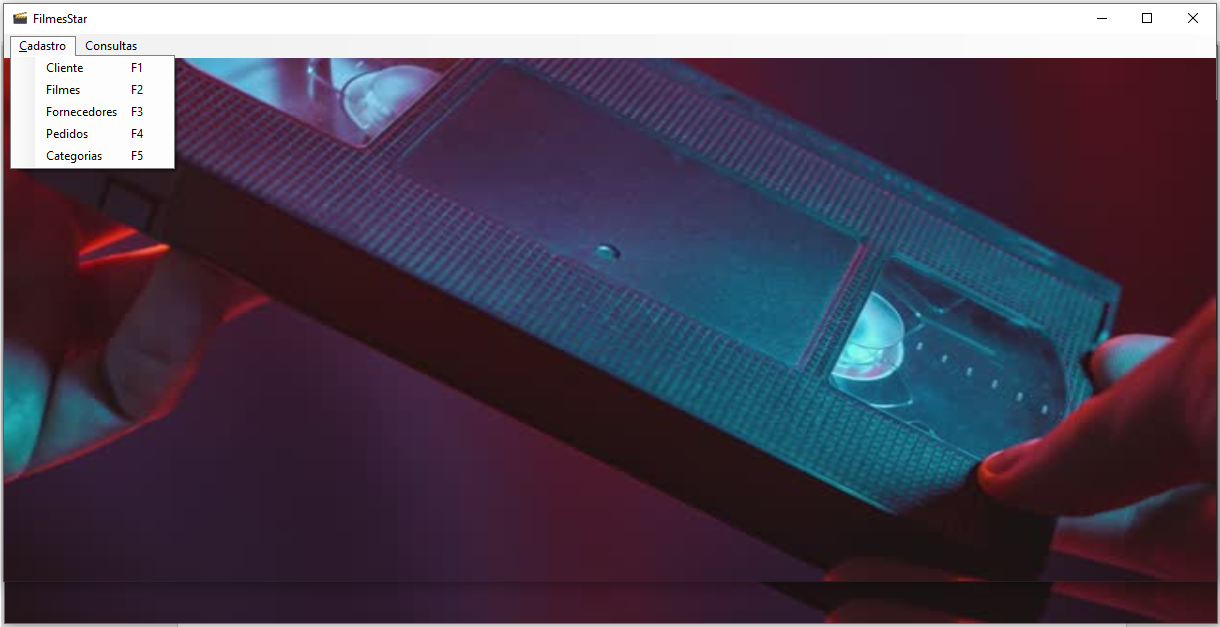 FilmesStar
Cadastro Consultas
Cliente F1
Filmes F2
Fornecedores F3
Pedidos F4
Categorias F5